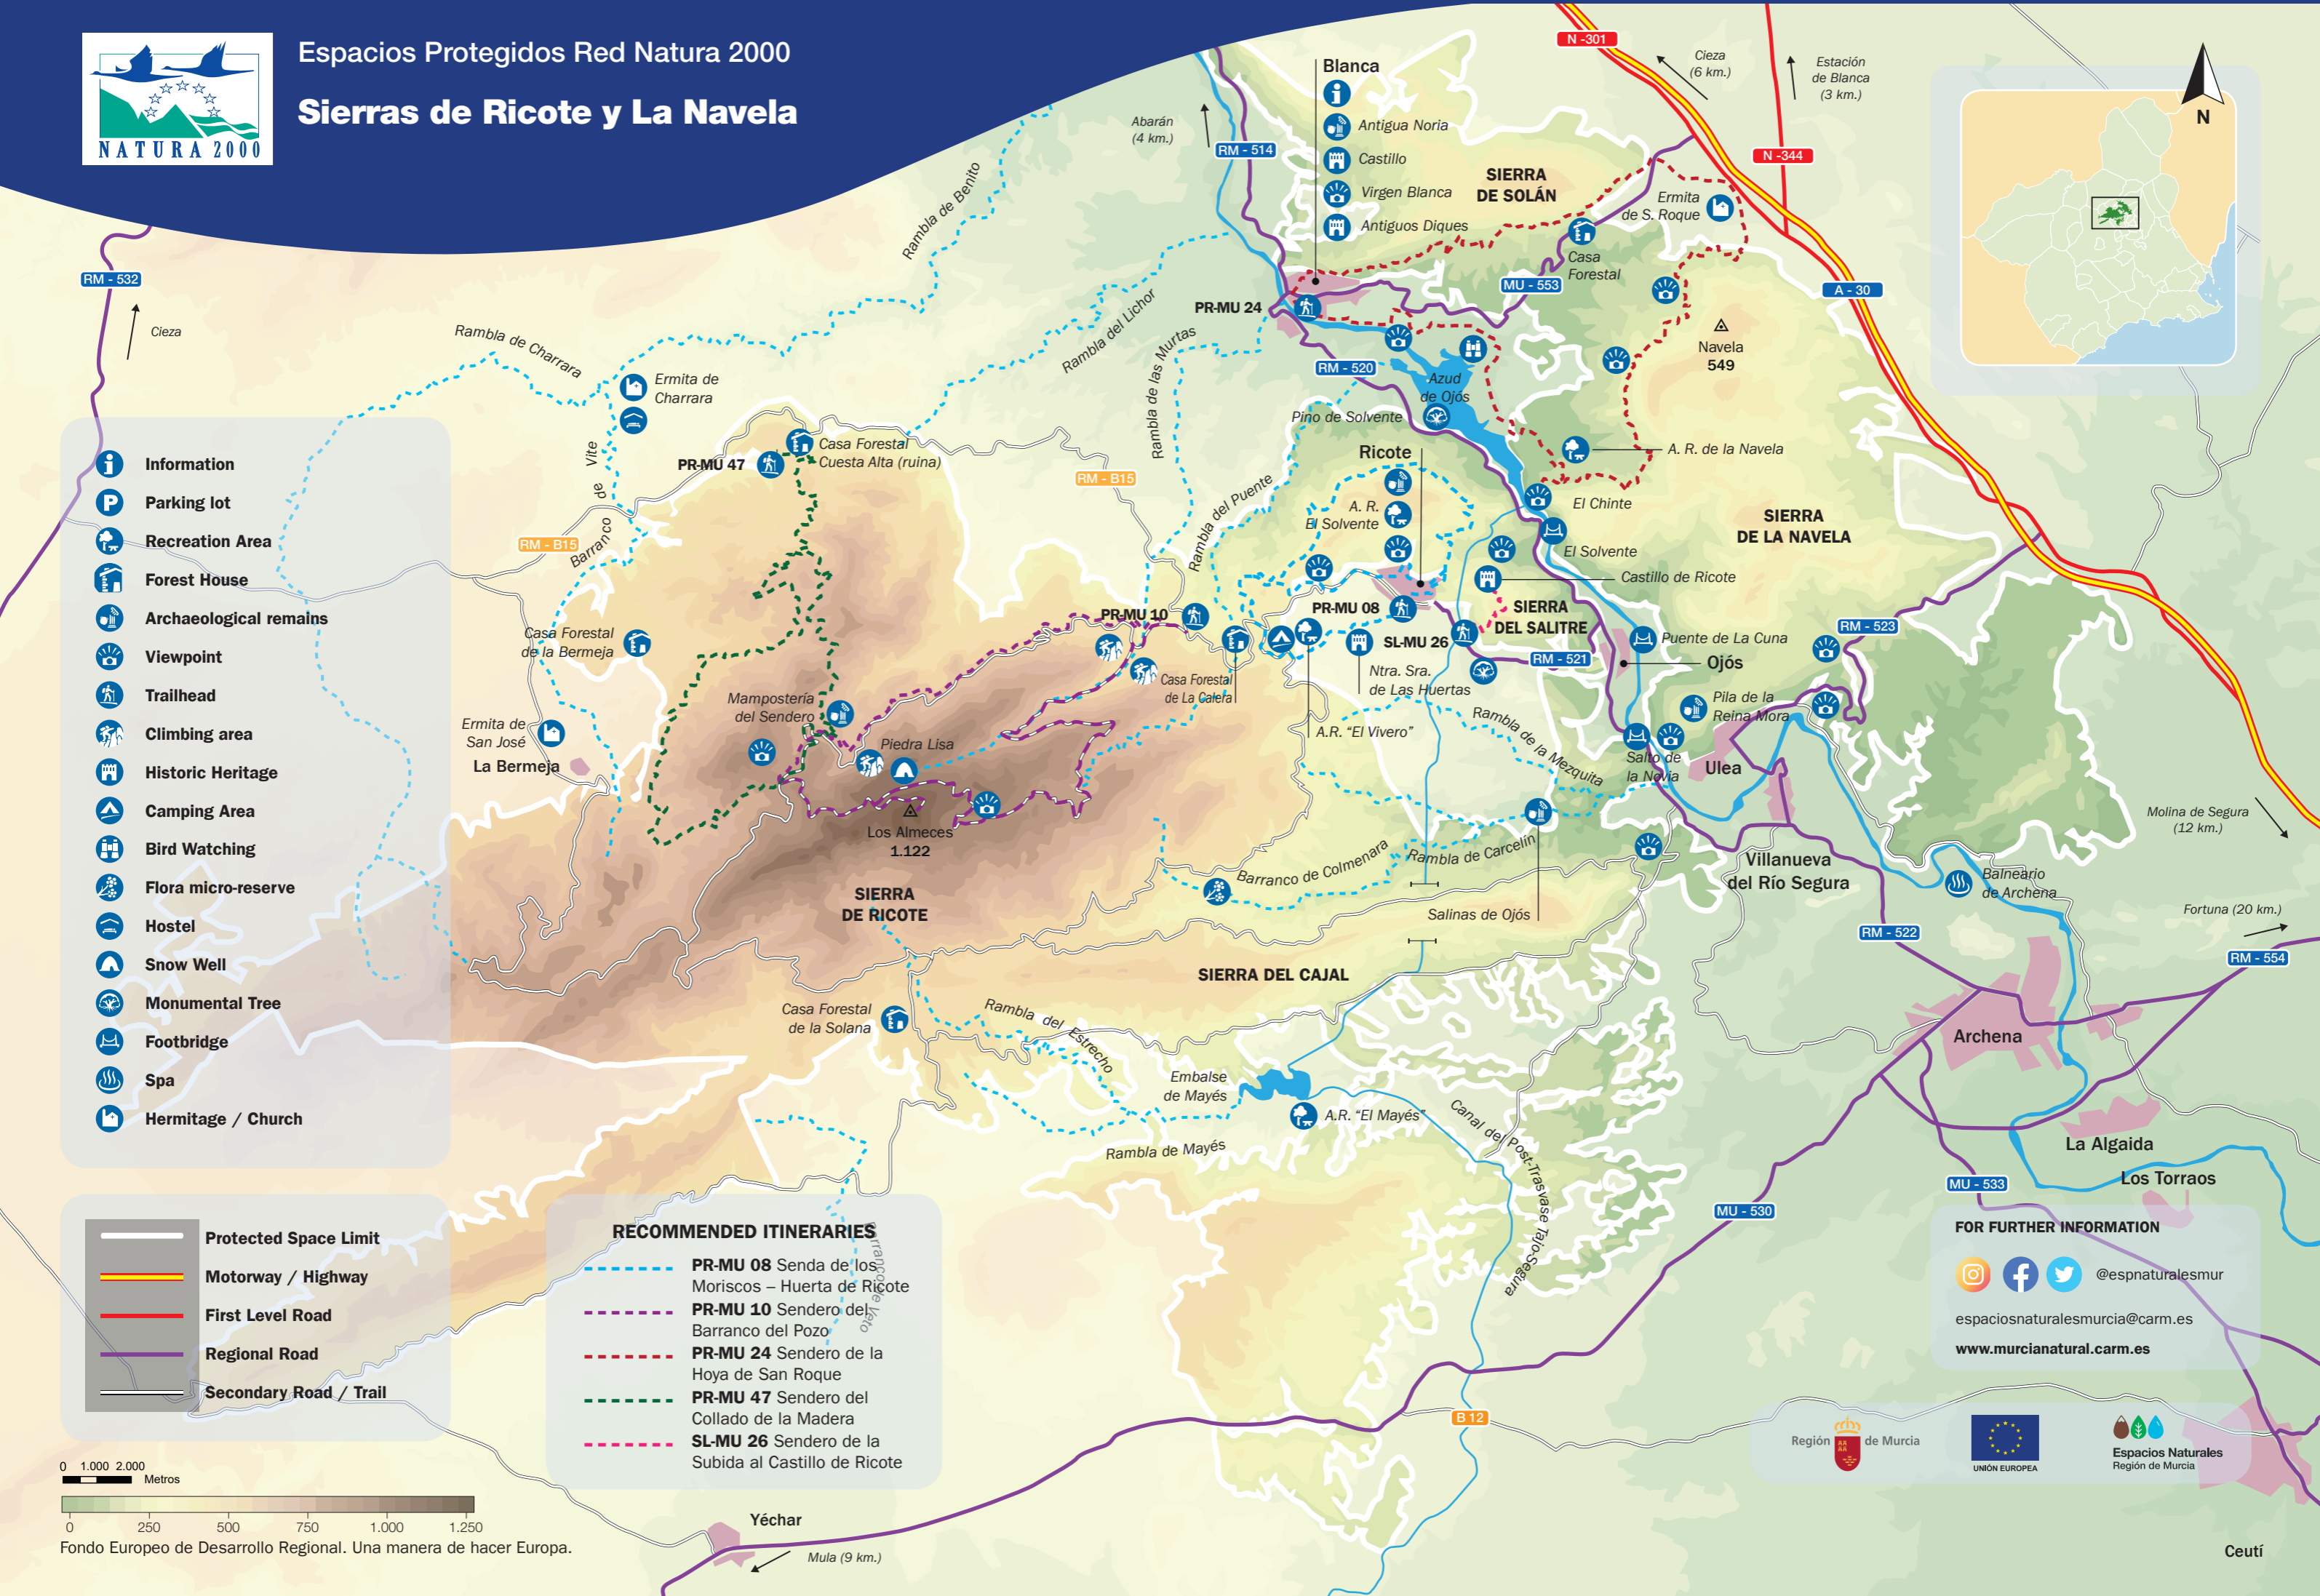 NATURA 2000
Espacios Protegidos Red Natura 2000
Sierras de Ricote y La Navela
N -301
Cieza
(6 km.)
Estación
de Blanca
(3 km.)
N
N -344
Abarán
(4 km.)
RM - 514
Blanca
Antigua Noria
Castillo
Virgen Blanca
Antiguos Diques
SIERRA
DE SOLÁN
Ermita
de S. Roque
Casa
Forestal
MU - 553
A - 30
RM - 532
Cieza
Rambla de Benito
Rambla de Charrara
Rambla del Lichor
Rambla de las Murtas
PR-MU 24
RM - 520
Navela
549
Azud
de Ojós
Pino de Solvente
Ermita de
Charrara
Barranco de Vite
Casa Forestal
Cuesta Alta (ruina)
PR-MU 47
RM - B15
RM - B15
Rambla del Puente
Ricote
A. R.
El Solvente
A. R. de la Navela
El Chinte
SIERRA
DE LA NAVELA
El Solvente
Castillo de Ricote
PR-MU 10
PR-MU 08
SIERRA
DEL SALITRE
SL-MU 26
RM - 521
Puente de La Cuna
Ojós
RM - 523
Casa Forestal
de la Bermeja
Casa Forestal
de La Calera
Ntra. Sra.
de Las Huertas
A.R. “El Vivero”
Rambla de la Mezquita
Pila de la
Reina Mora
Salto de
la Novia
Ulea
Mampostería
del Sendero
Piedra Lisa
Ermita de
San José
La Bermeja
Los Almeces
1.122
SIERRA
DE RICOTE
Barranco de Colmenara
Rambla de Carcelín
Salinas de Ojós
Villanueva
del Río Segura
Balneario
de Archena
Molina de Segura
(12 km.)
Fortuna (20 km.)
RM - 522
RM - 554
SIERRA DEL CAJAL
Casa Forestal
de la Solana
Rambla del Estrecho
Embalse
de Mayés
A.R. “El Mayés”
Rambla de Mayés
Canal del Post-Trasvase Tajo-Segura
Archena
La Algaida
Los Torraos
MU - 533
MU - 530
B 12
Barranco de Veto
Yéchar
Mula (9 km.)
Ceutí
Information
Parking lot
Recreation Area
Forest House
Archaeological remains
Viewpoint
Trailhead
Climbing area
Historic Heritage
Camping Area
Bird Watching
Flora micro-reserve
Hostel
Snow Well
Monumental Tree
Footbridge
Spa
Hermitage / Church
Protected Space Limit
Motorway / Highway
First Level Road
Regional Road
Secondary Road / Trail
RECOMMENDED ITINERARIES
PR-MU 08 Senda de los
Moriscos – Huerta de Ricote
PR-MU 10 Sendero del
Barranco del Pozo
PR-MU 24 Sendero de la
Hoya de San Roque
PR-MU 47 Sendero del
Collado de la Madera
SL-MU 26 Sendero de la
Subida al Castillo de Ricote
FOR FURTHER INFORMATION
@espnaturalesmur
espaciosnaturalesmurcia@carm.es
www.murcianatural.carm.es
Región de Murcia
UNIÓN EUROPEA
Espacios Naturales
Región de Murcia
0 1.000 2.000
Metros
0 250 500 750 1.000 1.250
Fondo Europeo de Desarrollo Regional. Una manera de hacer Europa.